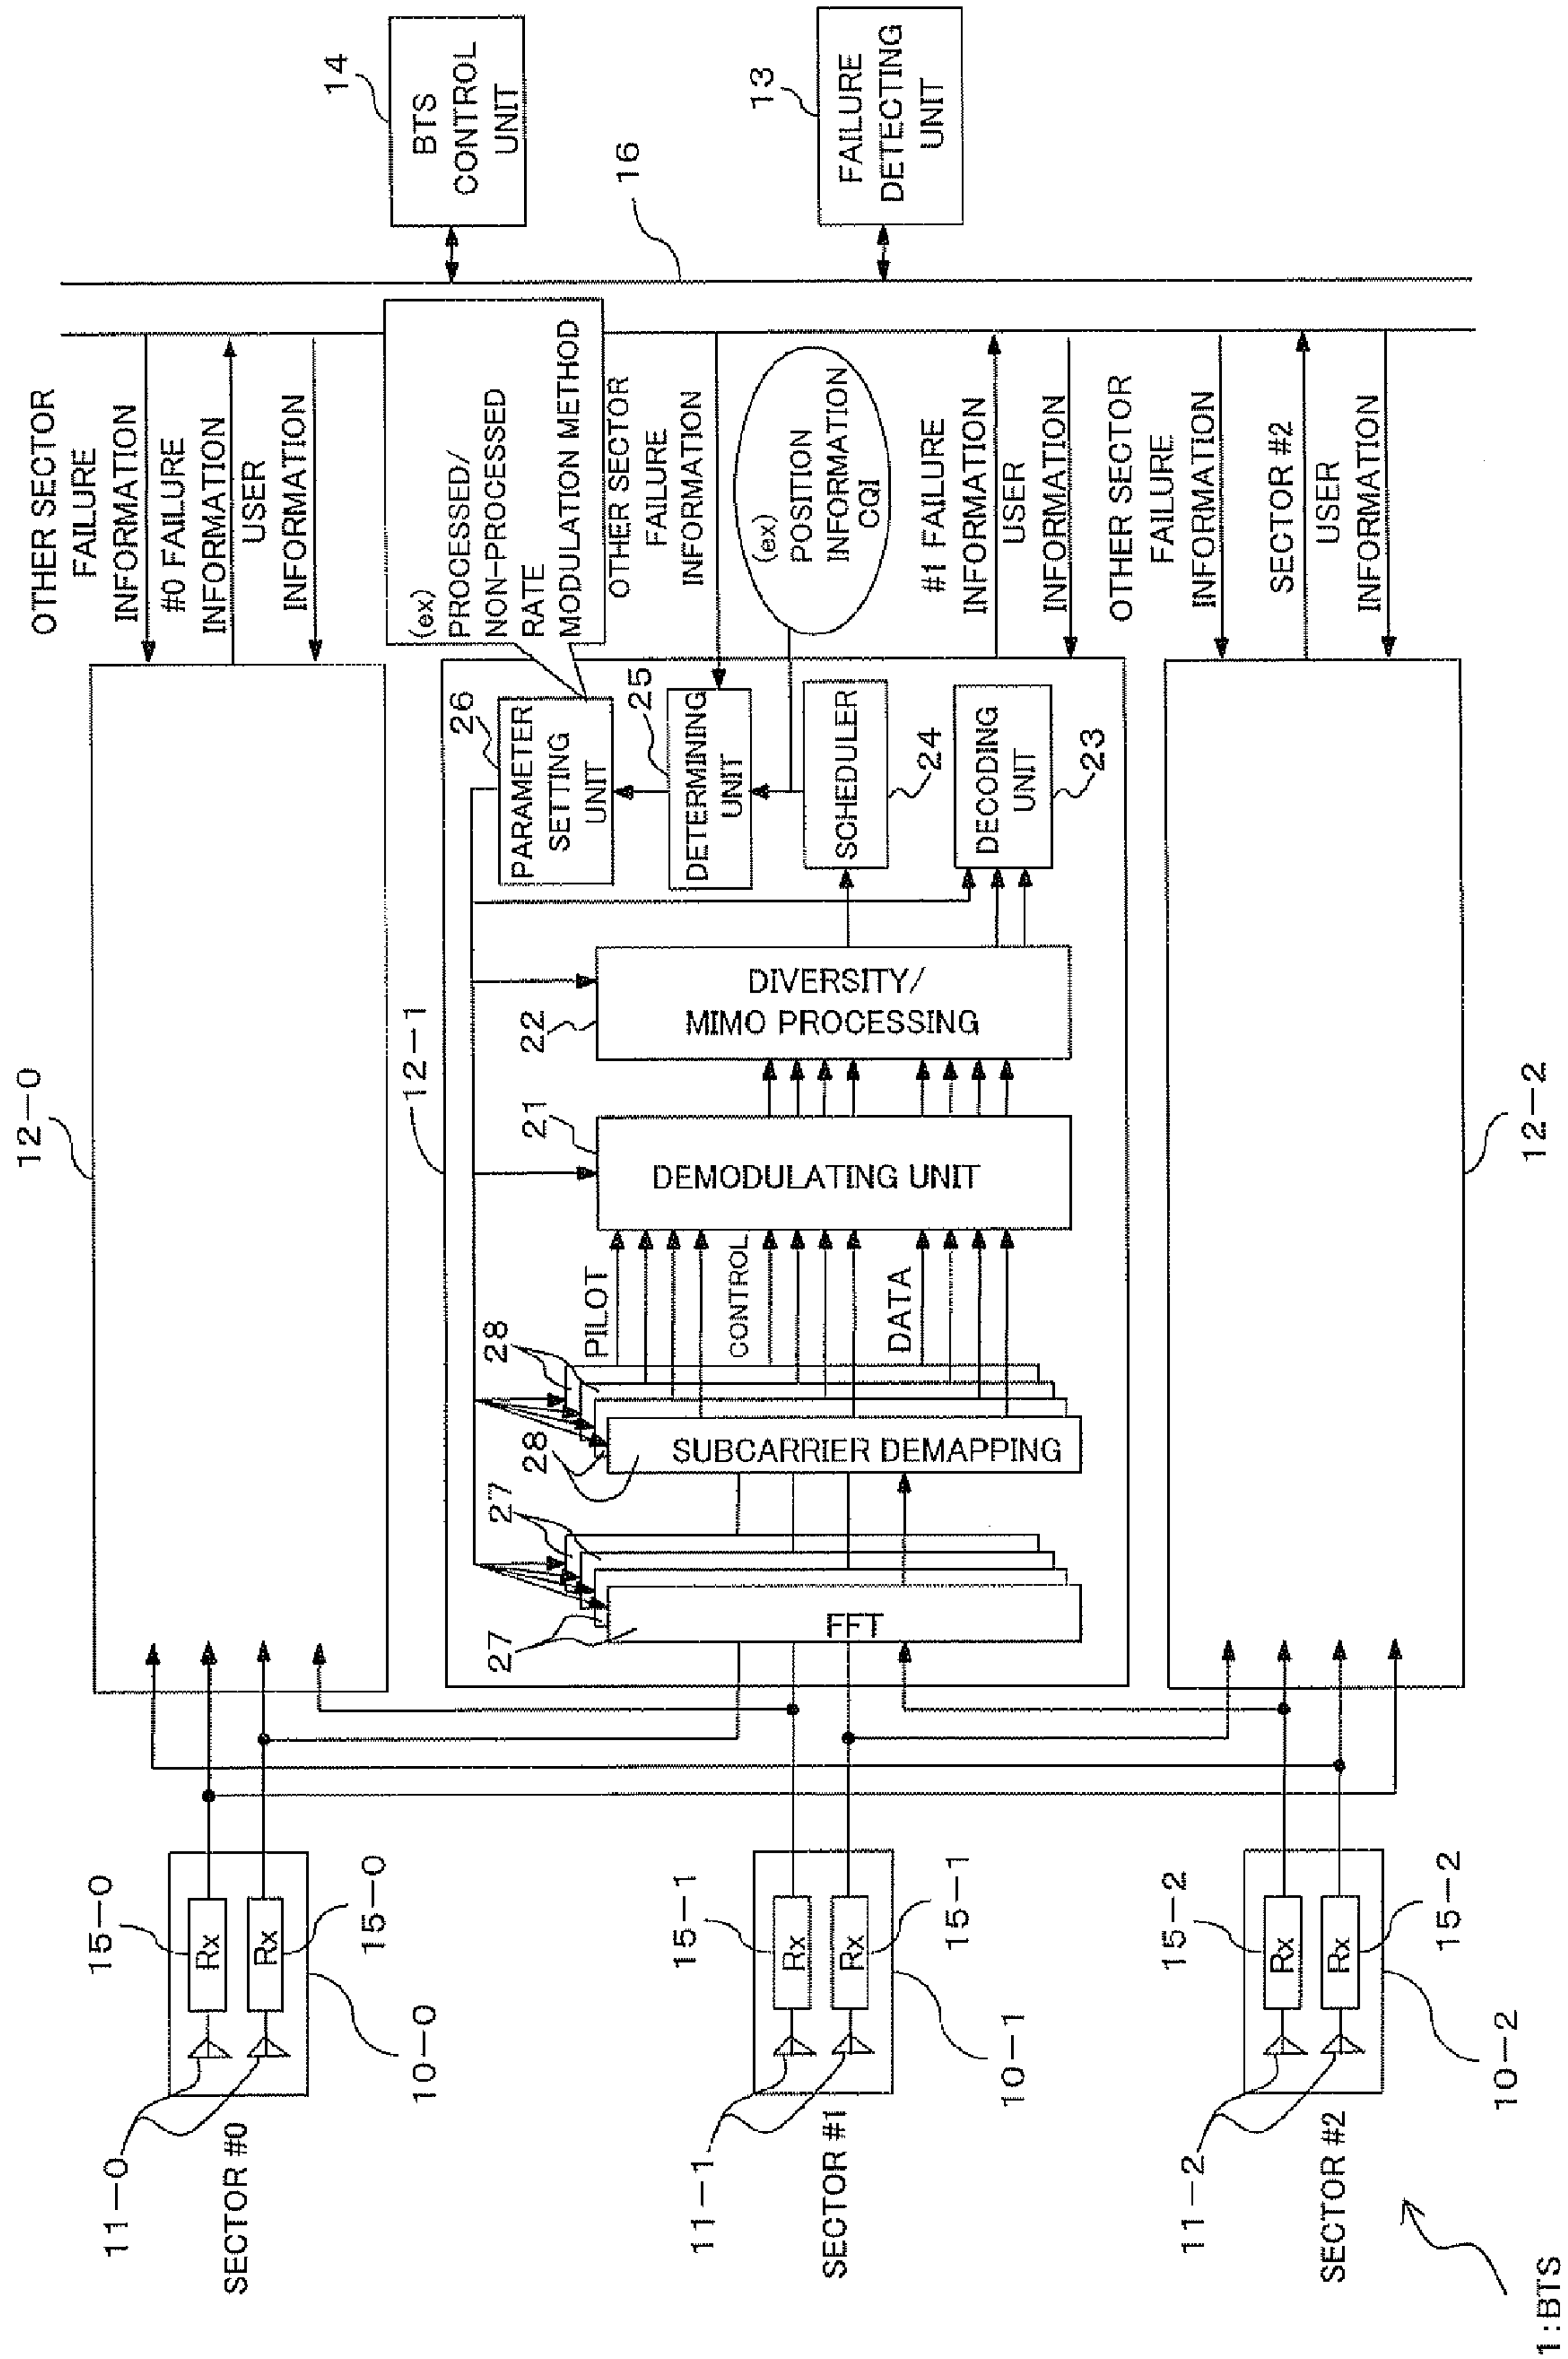 1:BTS
SECTOR #0
11-0
15-0
Rx
Rx
15-0
10-0
SECTOR #1
11-1
15-1
Rx
Rx
15-1
10-1
SECTOR #2
11-2
15-2
Rx
Rx
15-2
10-2
12-0
12-1
12-2
27
27
FFT
28
28
SUBCARRIER DEMAPPING
PILOT
CONTROL
DATA
21
DEMODULATING UNIT
22
DIVERSITY/
MIMO PROCESSING
26
PARAMETER
SETTING
UNIT
25
DETERMINING
UNIT
SCHEDULER
24
DECODING
UNIT
23
OTHER SECTOR
FAILURE
INFORMATION
#0 FAILURE
INFORMATION
USER
INFORMATION
(ex)
PROCESSED/
NON-PROCESSED
RATE
MODULATION METHOD
OTHER SECTOR
FAILURE
INFORMATION
(ex)
POSITION
INFORMATION
CQI
#1 FAILURE
INFORMATION
USER
INFORMATION
OTHER SECTOR
FAILURE
INFORMATION
SECTOR #2
USER
INFORMATION
14
BTS
CONTROL
UNIT
16
13
FAILURE
DETECTING
UNIT